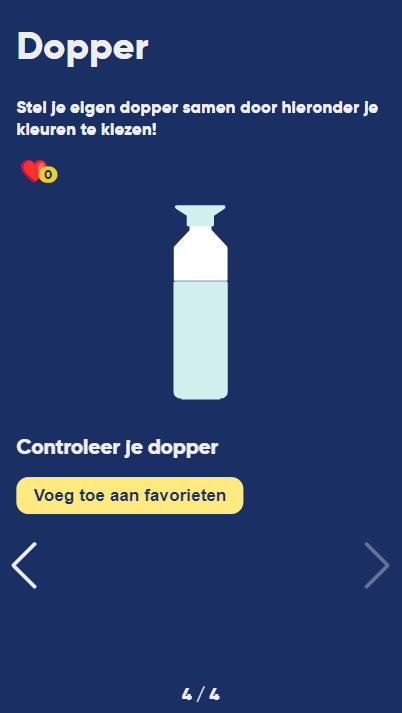 Dopper
Stel je eigen dopper samen door hieronder je
kleuren te kiezen!
0
Controleer je dopper
Voeg toe aan favorieten
4 / 4